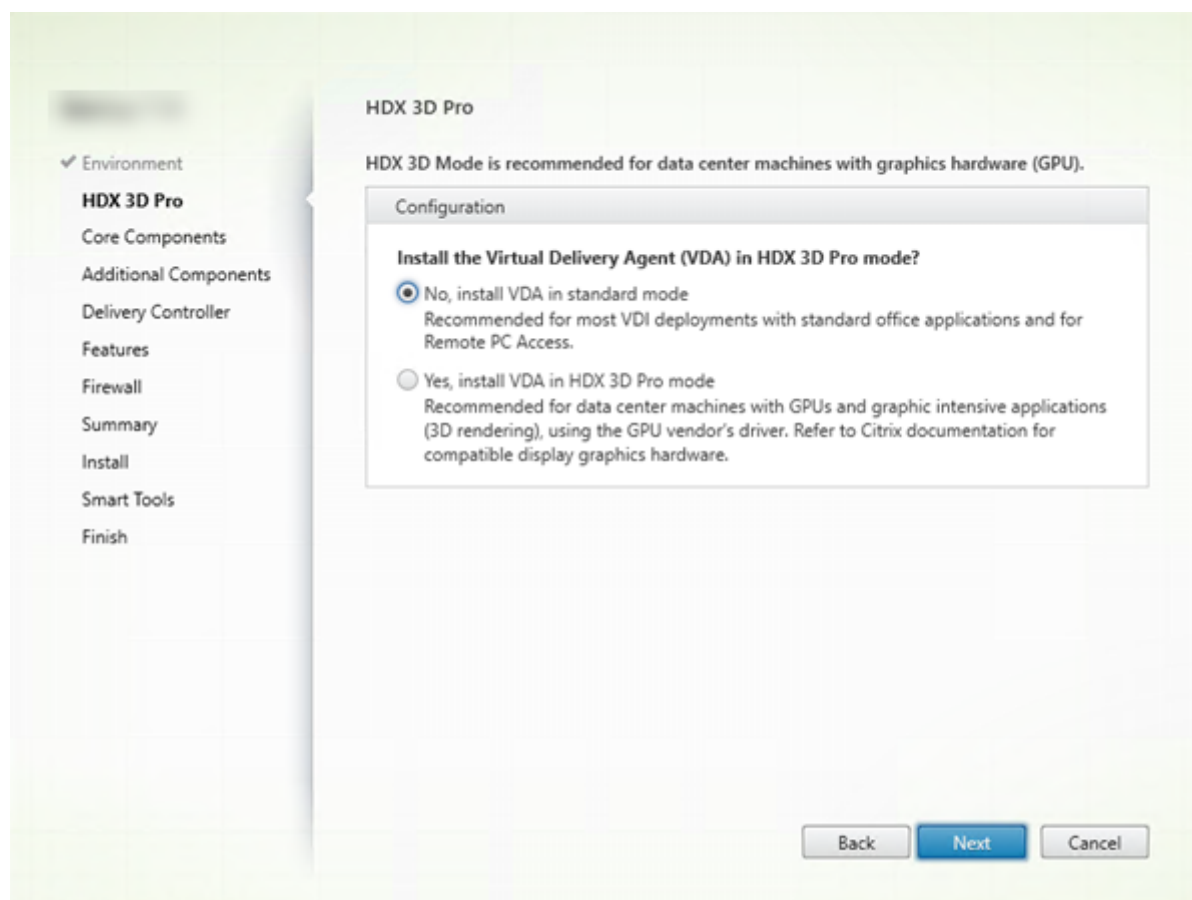 HDX 3D Pro
✔ Environment
HDX 3D Pro
Core Components
Additional Components
Delivery Controller
Features
Firewall
Summary
Install
Smart Tools
Finish
HDX 3D Mode is recommended for data center machines with graphics hardware (GPU).
Configuration
Install the Virtual Delivery Agent (VDA) in HDX 3D Pro mode?
No, install VDA in standard mode
Recommended for most VDI deployments with standard office applications and for
Remote PC Access.
Yes, install VDA in HDX 3D Pro mode
Recommended for data center machines with GPUs and graphic intensive applications
(3D rendering), using the GPU vendor's driver. Refer to Citrix documentation for
compatible display graphics hardware.
Back
Next
Cancel